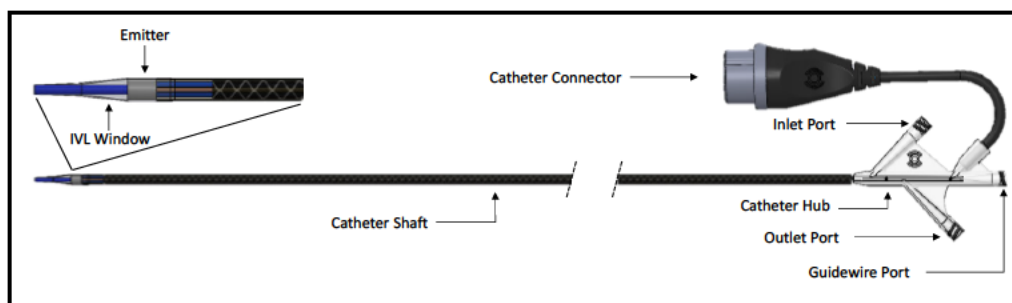 Emitter
Catheter Connector
Inlet Port
IVL Window
Catheter Shaft
Catheter Hub
Outlet Port
Guidewire Port